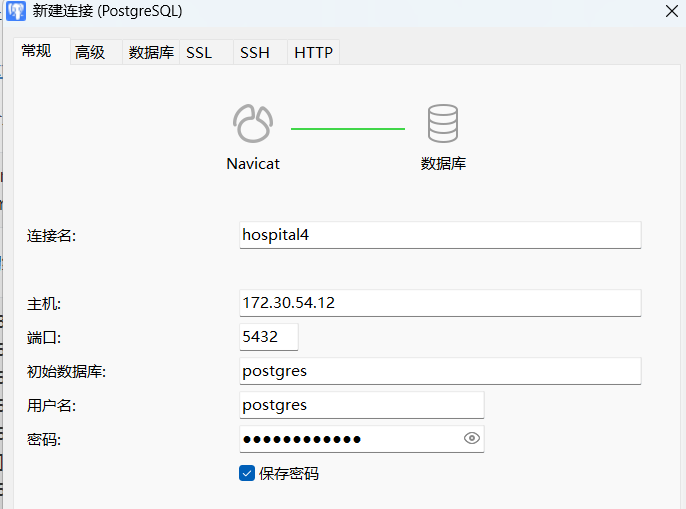 新建连接 (PostgreSQL)
常规 高级 数据库 SSL SSH HTTP
Navicat 数据库
连接名: hospital4
主机: 172.30.54.12
端口: 5432
初始数据库: postgres
用户名: postgres
密码: ●●●●●●●●●●●●
保存密码